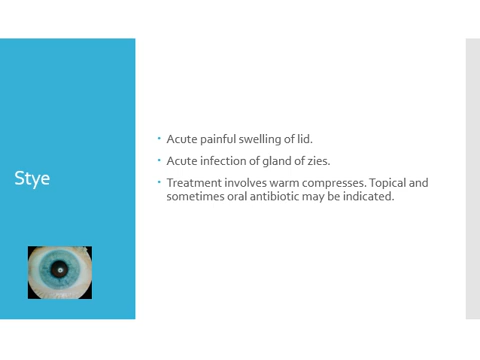 Stye
Acute painful swelling of lid.
Acute infection of gland of zies.
Treatment involves warm compresses. Topical and
sometimes oral antibiotic may be indicated.